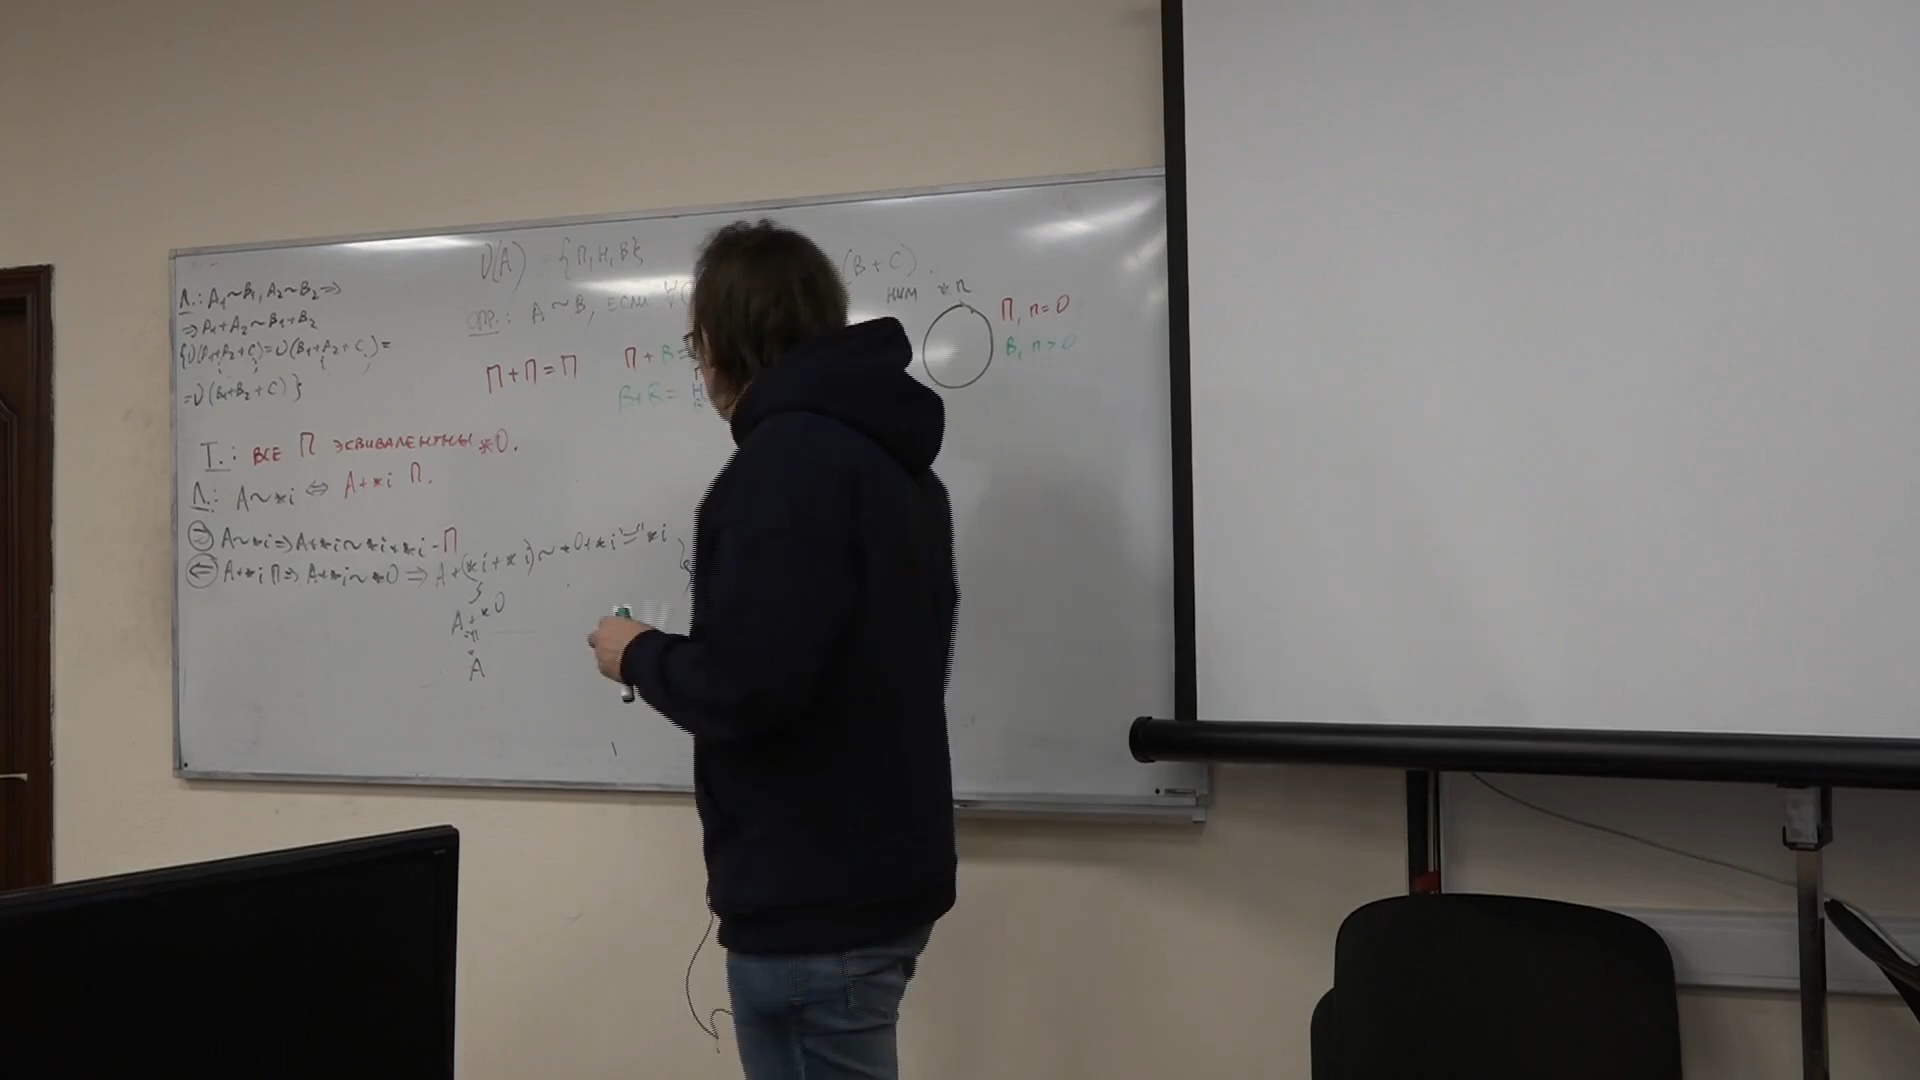 Л.: A₁~B₁, A₂~B₂ ⇒
⇒ A₁+A₂ ~ B₁+B₂
{υ(A₁+A₂+C)=υ(B₁+A₂+C)=
=υ(B₁+B₂+C)}
υ(A) = {П, Н, В}
(B+C).
ОПР.: A ~ B, ЕСЛИ ∀
П+П=П
П + В =
В+В = Н
НИМ *n
П, n=0
В, n>0
Т.: ВСЕ П ЭСВИВАЛЕНТНЫ *0.
Л.: A~*i ⇔ A+*i П.
⇒ A~*i ⇒ A+*i ~ *i+*i - П
⇐ A+*i П ⇒ A+*i ~ *0 ⇒ A+(*i+*i) ~ *0+*i "=" *i
A+*0
A